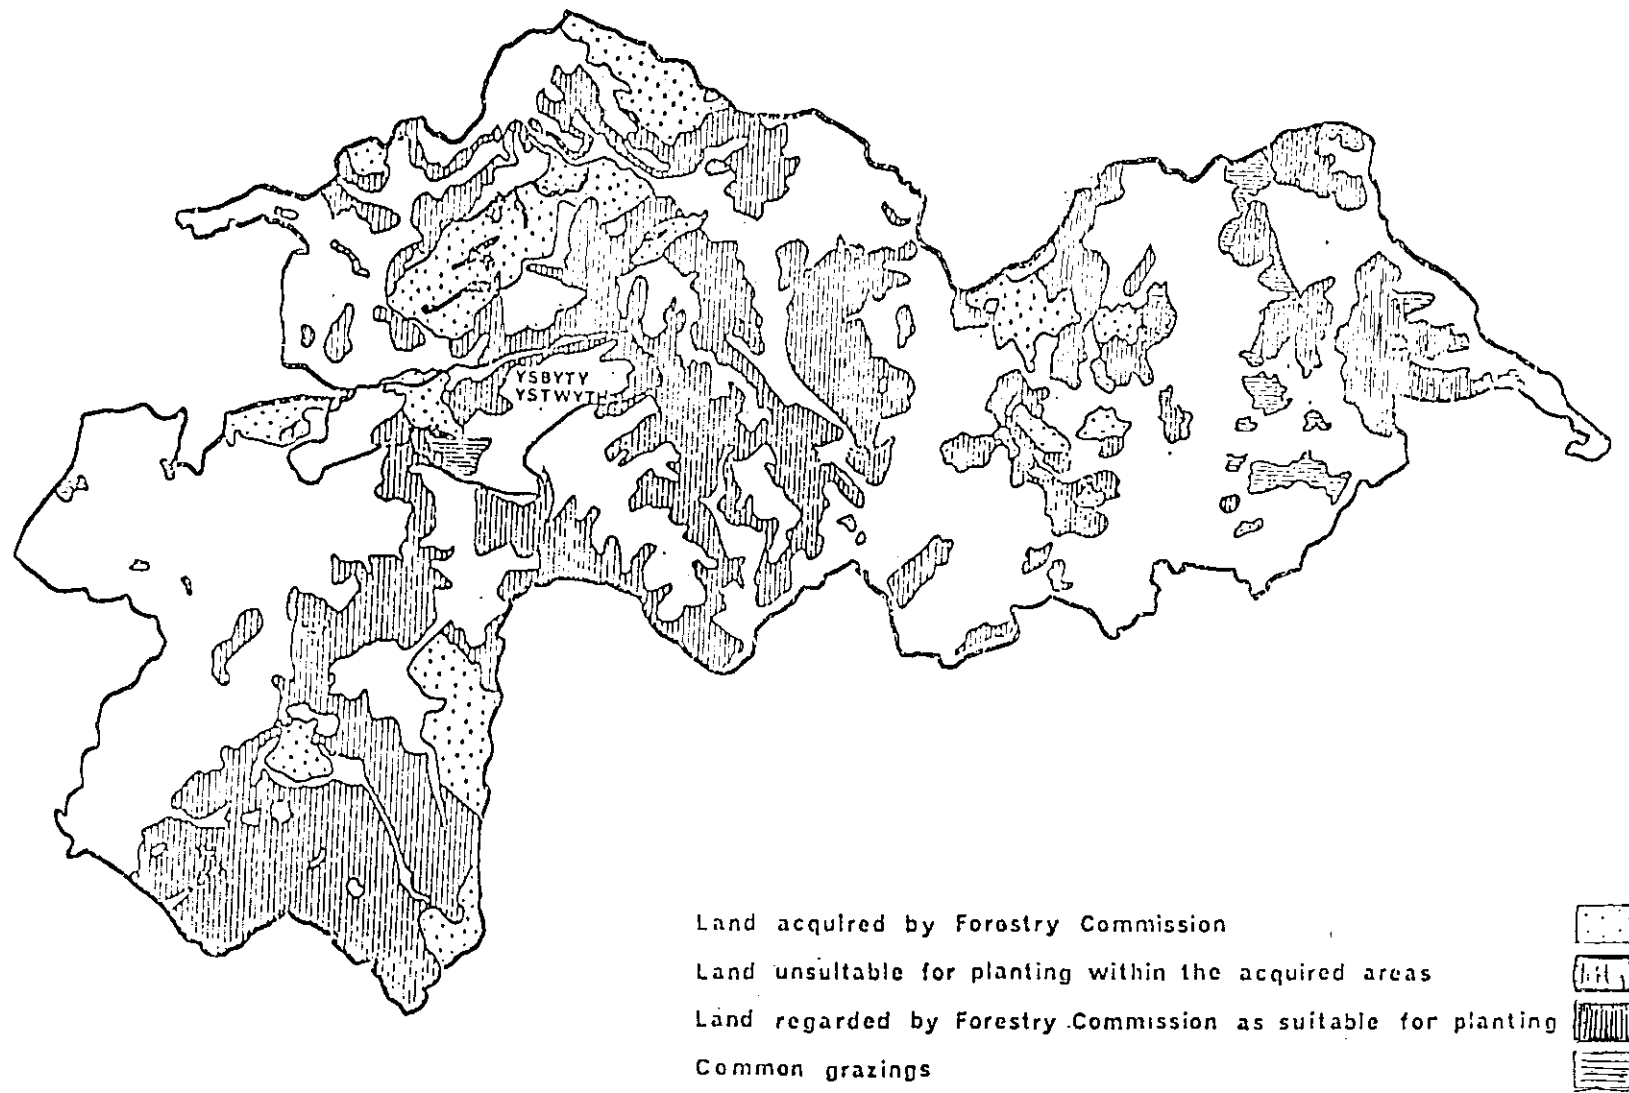 YSBYTY
YSTWYTH
Land acquired by Forestry Commission
Land unsuitable for planting within the acquired areas
Land regarded by Forestry Commission as suitable for planting
Common grazings